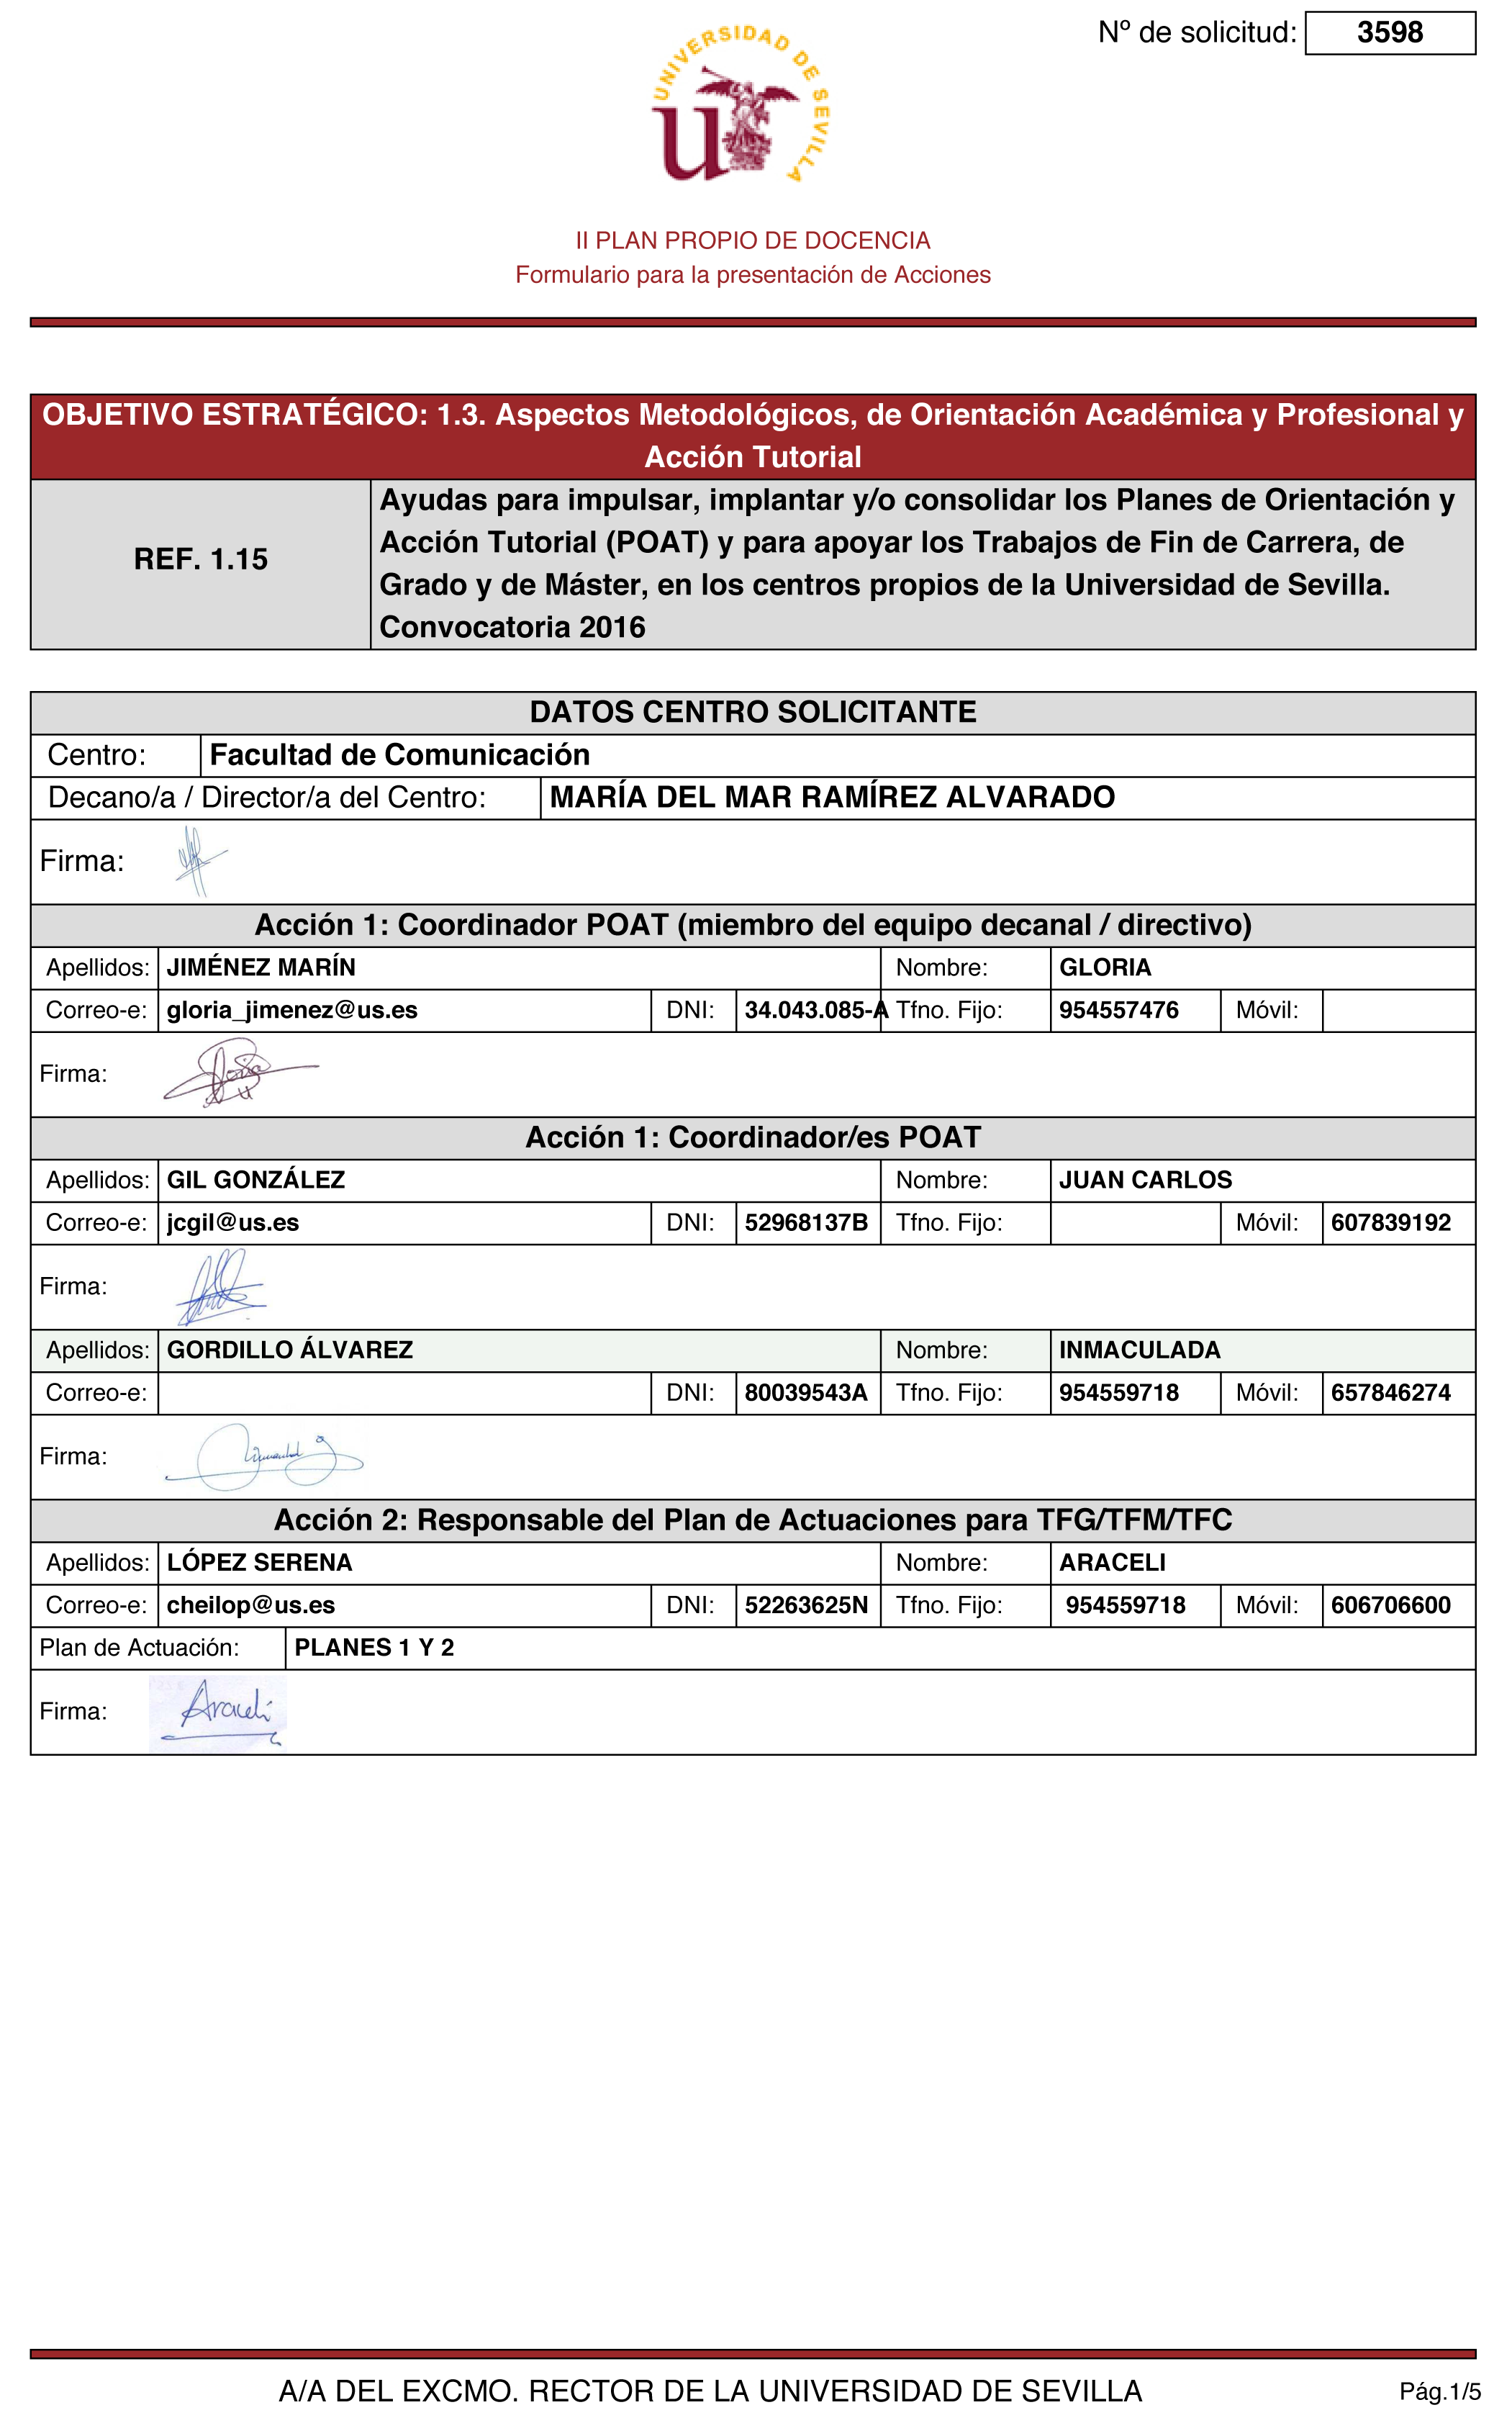 Nº de solicitud: 3598
UNIVERSIDAD DE SEVILLA
II PLAN PROPIO DE DOCENCIA
Formulario para la presentación de Acciones
OBJETIVO ESTRATÉGICO: 1.3. Aspectos Metodológicos, de Orientación Académica y Profesional y
Acción Tutorial
REF. 1.15
Ayudas para impulsar, implantar y/o consolidar los Planes de Orientación y
Acción Tutorial (POAT) y para apoyar los Trabajos de Fin de Carrera, de
Grado y de Máster, en los centros propios de la Universidad de Sevilla.
Convocatoria 2016
DATOS CENTRO SOLICITANTE
Centro: Facultad de Comunicación
Decano/a / Director/a del Centro: MARÍA DEL MAR RAMÍREZ ALVARADO
Firma:
Acción 1: Coordinador POAT (miembro del equipo decanal / directivo)
Apellidos: JIMÉNEZ MARÍN Nombre: GLORIA
Correo-e: gloria_jimenez@us.es DNI: 34.043.085-A Tfno. Fijo: 954557476 Móvil:
Firma:
Acción 1: Coordinador/es POAT
Apellidos: GIL GONZÁLEZ Nombre: JUAN CARLOS
Correo-e: jcgil@us.es DNI: 52968137B Tfno. Fijo: Móvil: 607839192
Firma:
Apellidos: GORDILLO ÁLVAREZ Nombre: INMACULADA
Correo-e: DNI: 80039543A Tfno. Fijo: 954559718 Móvil: 657846274
Firma:
Acción 2: Responsable del Plan de Actuaciones para TFG/TFM/TFC
Apellidos: LÓPEZ SERENA Nombre: ARACELI
Correo-e: cheilop@us.es DNI: 52263625N Tfno. Fijo: 954559718 Móvil: 606706600
Plan de Actuación: PLANES 1 Y 2
Firma: Araceli
A/A DEL EXCMO. RECTOR DE LA UNIVERSIDAD DE SEVILLA Pág.1/5